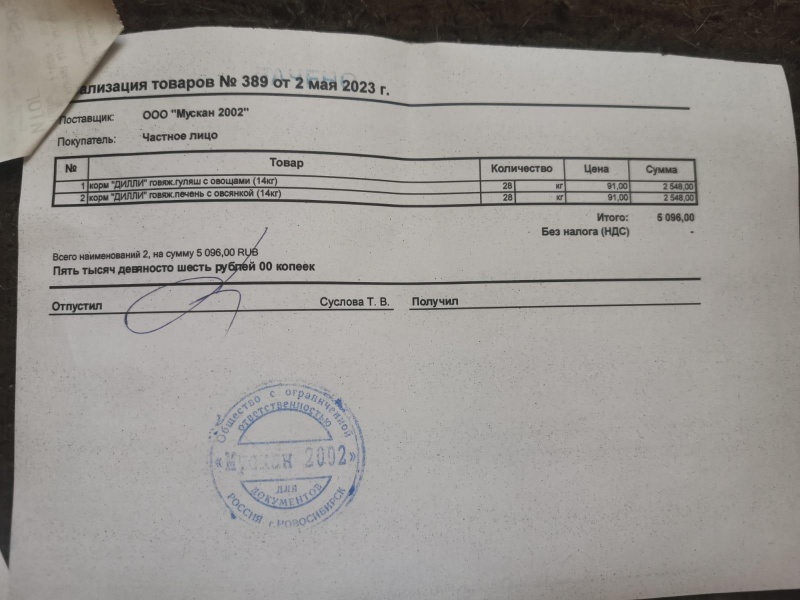 ализация товаров № 389 от 2 мая 2023 г.
Поставщик: ООО "Мускан 2002"
Покупатель: Частное лицо
№ Товар Количество Цена Сумма
1 корм "ДИЛЛИ" говяж.гуляш с овощами (14кг) 28 кг 91,00 2 548,00
2 корм "ДИЛЛИ" говяж.печень с овсянкой (14кг) 28 кг 91,00 2 548,00
Итого: 5 096,00
Без налога (НДС) -
Всего наименований 2, на сумму 5 096,00 RUB
Пять тысяч девяносто шесть рублей 00 копеек
Отпустил Суслова Т. В. Получил
Общество с ограниченной
ответственностью
«Мускан 2002»
для
документов
РОССИЯ г.НОВОСИБИРСК